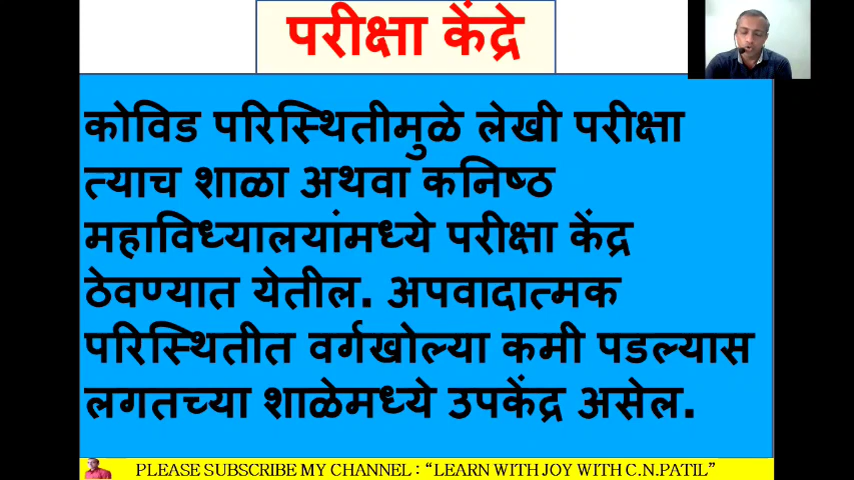 परीक्षा केंद्रे
कोविड परिस्थितीमुळे लेखी परीक्षा
त्याच शाळा अथवा कनिष्ठ
महाविध्यालयांमध्ये परीक्षा केंद्र
ठेवण्यात येतील. अपवादात्मक
परिस्थितीत वर्गखोल्या कमी पडल्यास
लगतच्या शाळेमध्ये उपकेंद्र असेल.
PLEASE SUBSCRIBE MY CHANNEL : “LEARN WITH JOY WITH C.N.PATIL”